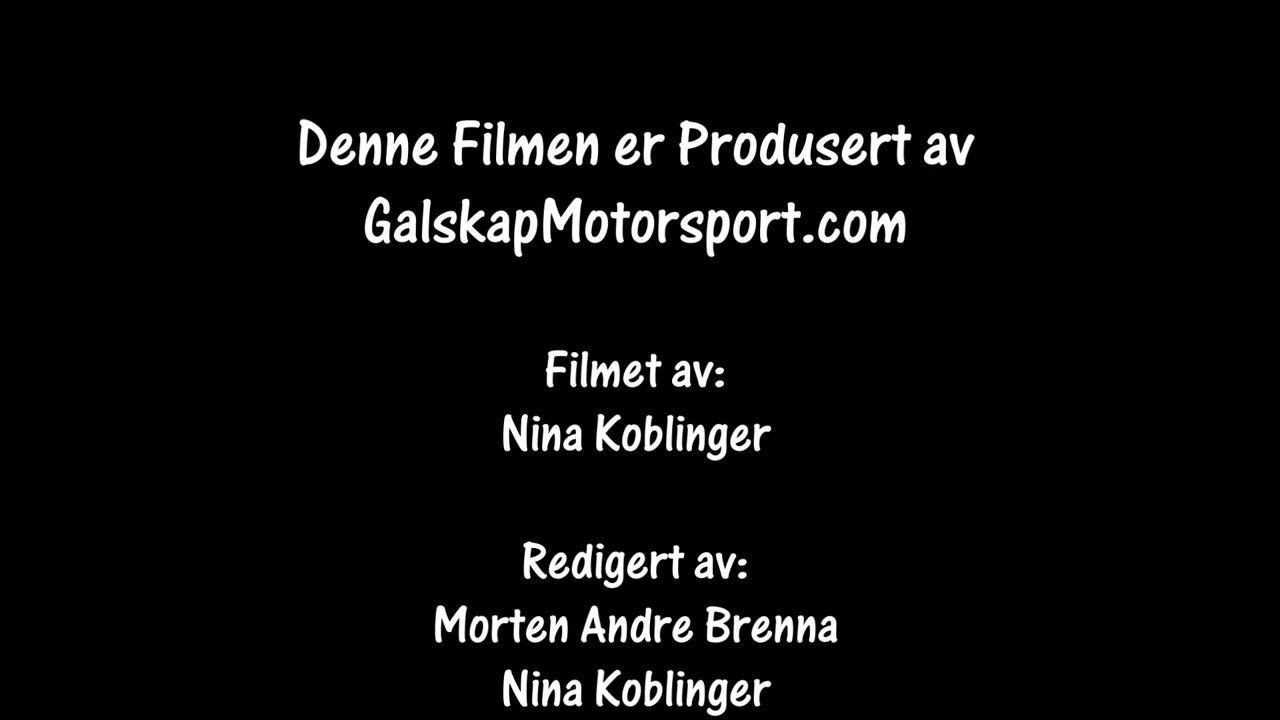 Denne Filmen er Produsert av
GalskapMotorsport.com
Filmet av:
Nina Koblinger
Redigert av:
Morten Andre Brenna
Nina Koblinger